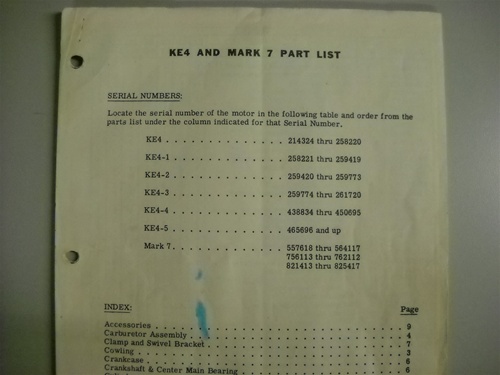 KE4 AND MARK 7 PART LIST
SERIAL NUMBERS:
Locate the serial number of the motor in the following table and order from the
parts list under the column indicated for that Serial Number.
KE4 . . . . . . . . . . . . . . 214324 thru 258220
KE4-1 . . . . . . . . . . . . . 258221 thru 259419
KE4-2 . . . . . . . . . . . . . 259420 thru 259773
KE4-3 . . . . . . . . . . . . . 259774 thru 261720
KE4-4 . . . . . . . . . . . . . 438834 thru 450695
KE4-5 . . . . . . . . . . . . . 465696 and up
Mark 7 . . . . . . . . . . . . . 557618 thru 564117
756113 thru 762112
821413 thru 825417
INDEX: Page
Accessories . . . . . . . . . . . . . . . . . . . . . . . . . . 9
Carburetor Assembly . . . . . . . . . . . . . . . . . . . . . . 4
Clamp and Swivel Bracket . . . . . . . . . . . . . . . . . . . . 7
Cowling . . . . . . . . . . . . . . . . . . . . . . . . . . . . 3
Crankcase . . . . . . . . . . . . . . . . . . . . . . . . . . . 6
Crankshaft & Center Main Bearing . . . . . . . . . . . . . . . . 6